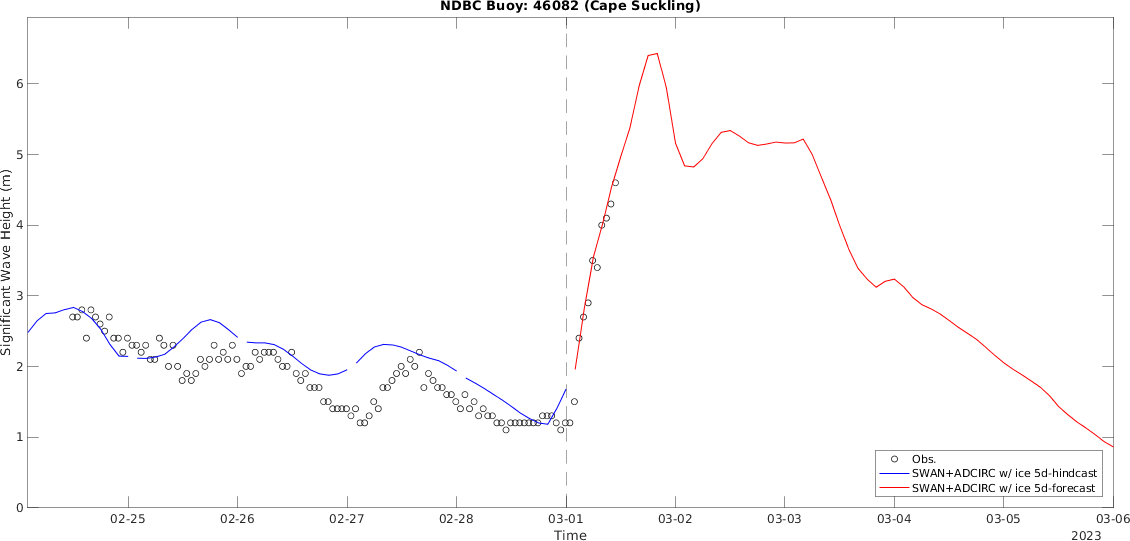 NDBC Buoy: 46082 (Cape Suckling)
Significant Wave Height (m)
6
5
4
3
2
1
0
Obs.
SWAN+ADCIRC w/ ice 5d-hindcast
SWAN+ADCIRC w/ ice 5d-forecast
02-25 02-26 02-27 02-28 03-01 03-02 03-03 03-04 03-05 03-06
Time
2023